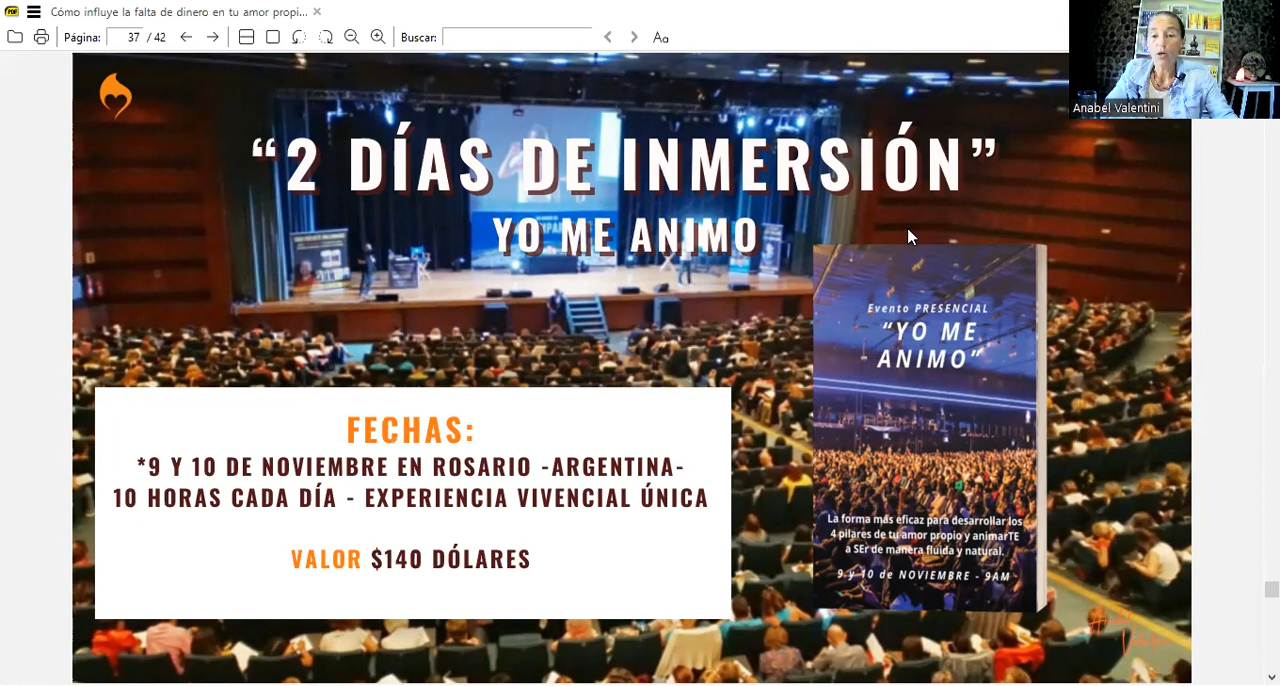 PDF
Cómo influye la falta de dinero en tu amor propi...
Página: 37 / 42
Buscar:
Aa
Anabel Valentini
“2 DÍAS DE INMERSIÓN”
YO ME ANIMO
Evento PRESENCIAL
“YO ME
ANIMO”
La forma más eficaz para desarrollar los
4 pilares de tu amor propio y animarTE
a SEr de manera fluida y natural.
9 y 10 de NOVIEMBRE - 9AM
FECHAS:
*9 Y 10 DE NOVIEMBRE EN ROSARIO -ARGENTINA-
10 HORAS CADA DÍA - EXPERIENCIA VIVENCIAL ÚNICA
VALOR $140 DÓLARES